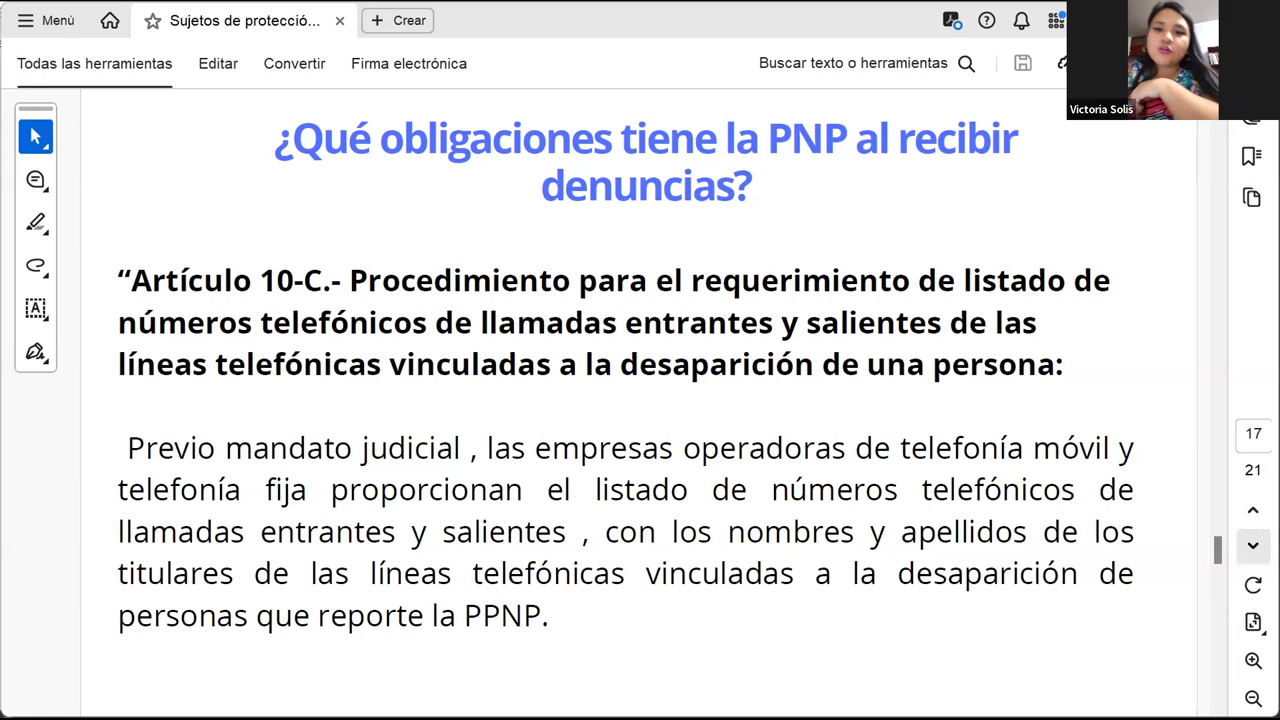 Menú
Sujetos de protecció...
Crear
Todas las herramientas
Editar
Convertir
Firma electrónica
Buscar texto o herramientas
Victoria Solis
¿Qué obligaciones tiene la PNP al recibir
denuncias?
“Artículo 10-C.- Procedimiento para el requerimiento de listado de
números telefónicos de llamadas entrantes y salientes de las
líneas telefónicas vinculadas a la desaparición de una persona:
Previo mandato judicial , las empresas operadoras de telefonía móvil y
telefonía fija proporcionan el listado de números telefónicos de
llamadas entrantes y salientes , con los nombres y apellidos de los
titulares de las líneas telefónicas vinculadas a la desaparición de
personas que reporte la PPNP.
17
21